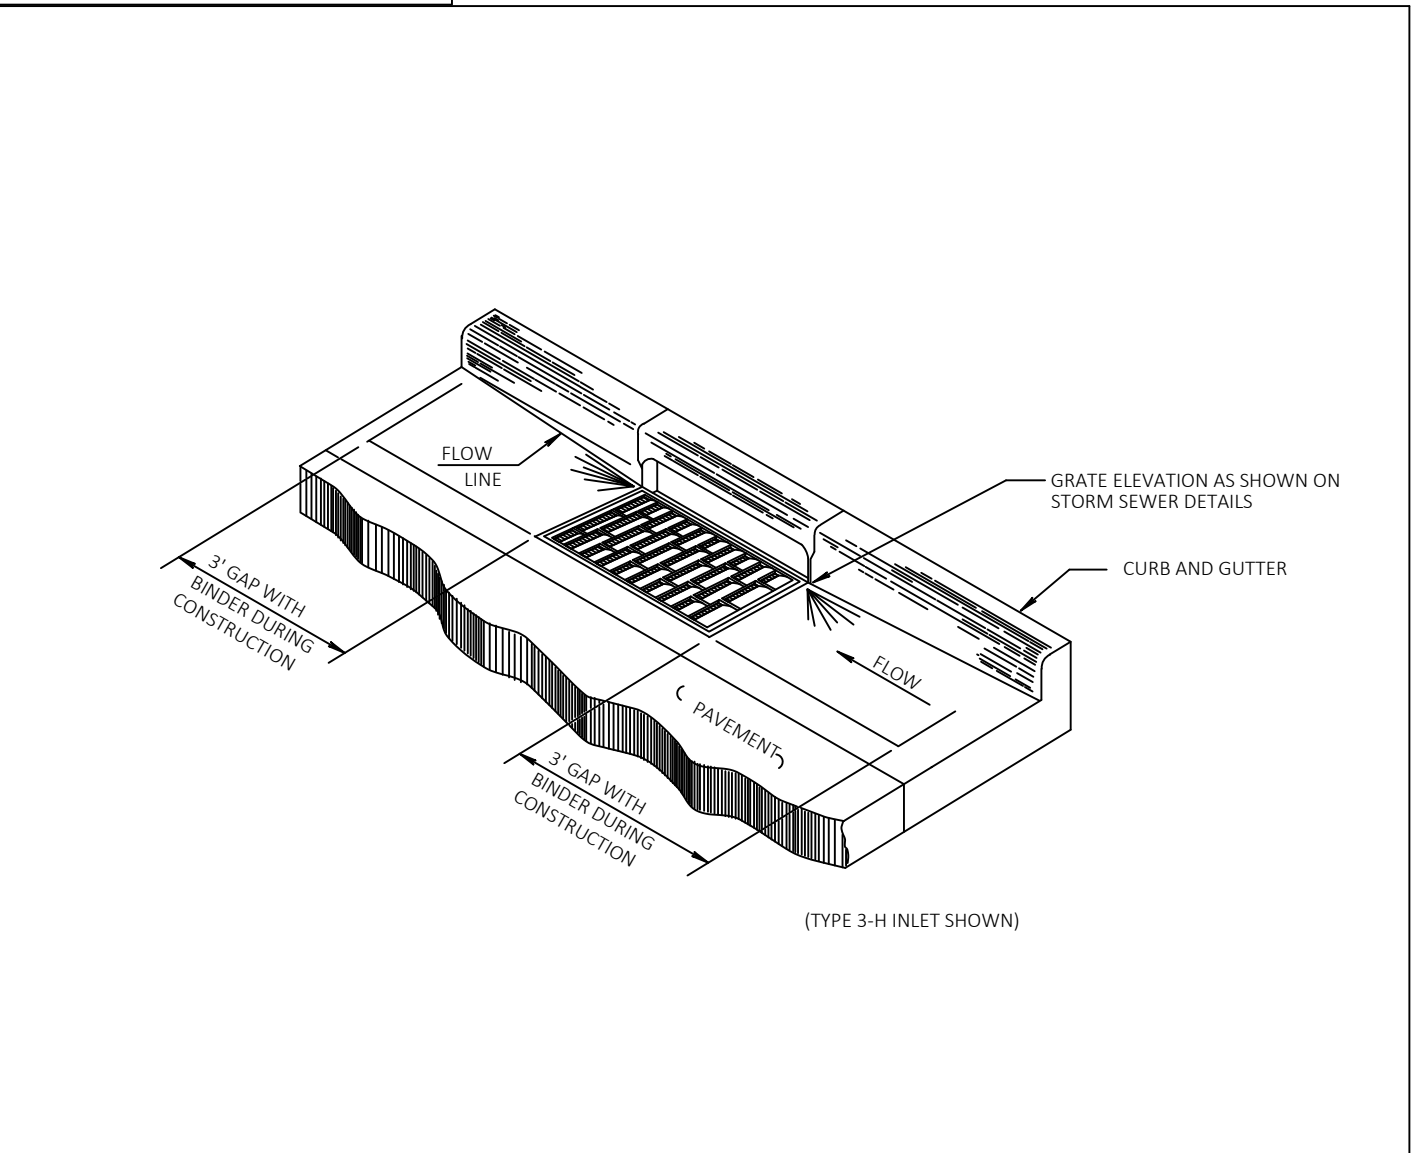 FLOW
LINE
GRATE ELEVATION AS SHOWN ON
STORM SEWER DETAILS
CURB AND GUTTER
3' GAP WITH
BINDER DURING
CONSTRUCTION
FLOW
PAVEMENT
3' GAP WITH
BINDER DURING
CONSTRUCTION
(TYPE 3-H INLET SHOWN)